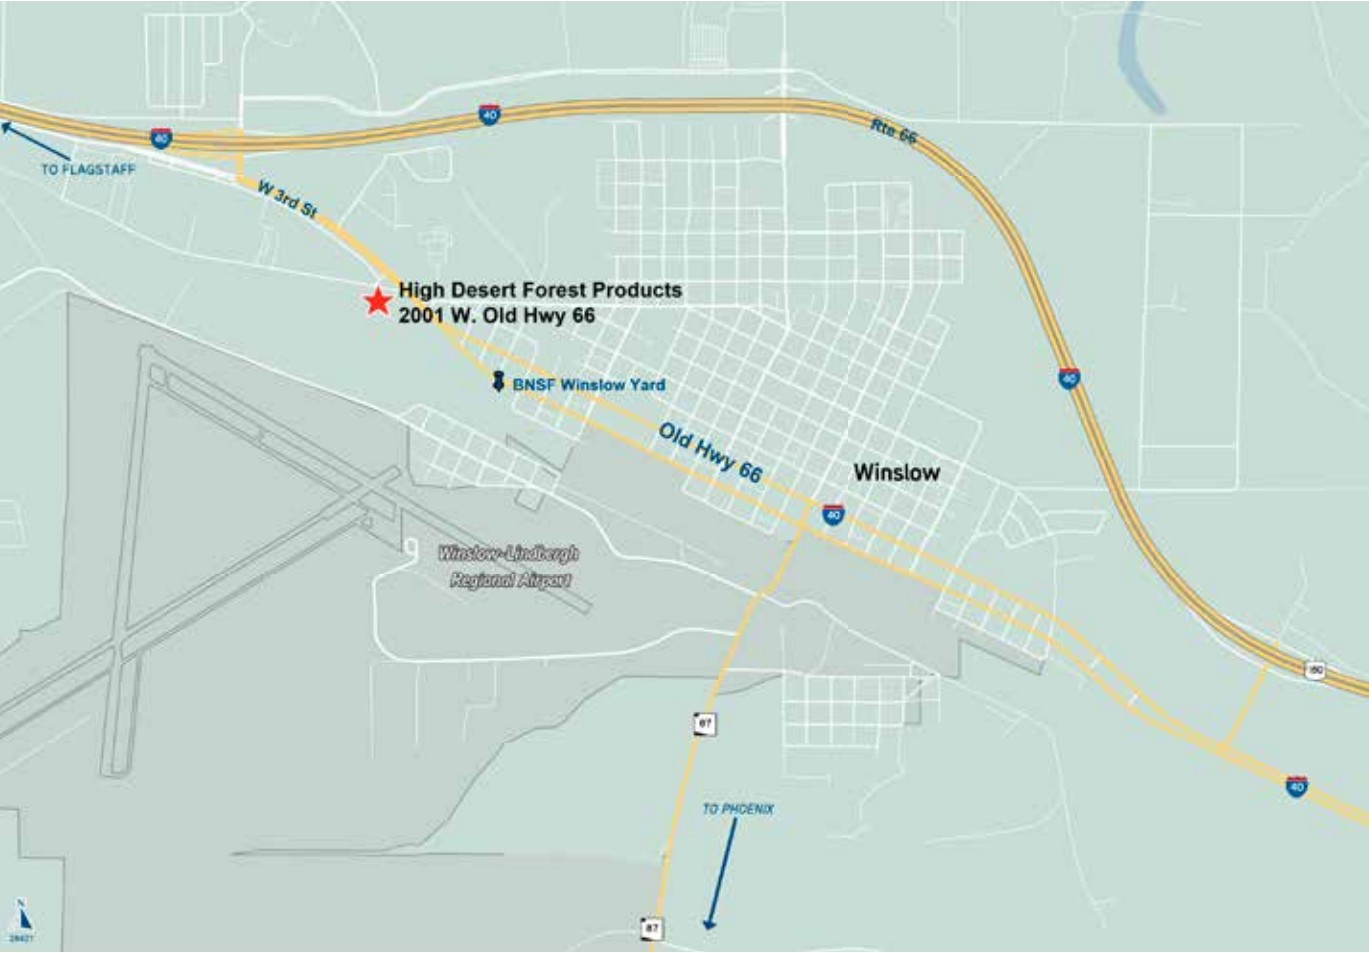 40
40
Rte 66
TO FLAGSTAFF
W 3rd St
High Desert Forest Products
2001 W. Old Hwy 66
40
BNSF Winslow Yard
Old Hwy 66
Winslow
40
Winslow-Lindbergh
Regional Airport
87
40
TO PHOENIX
N
87